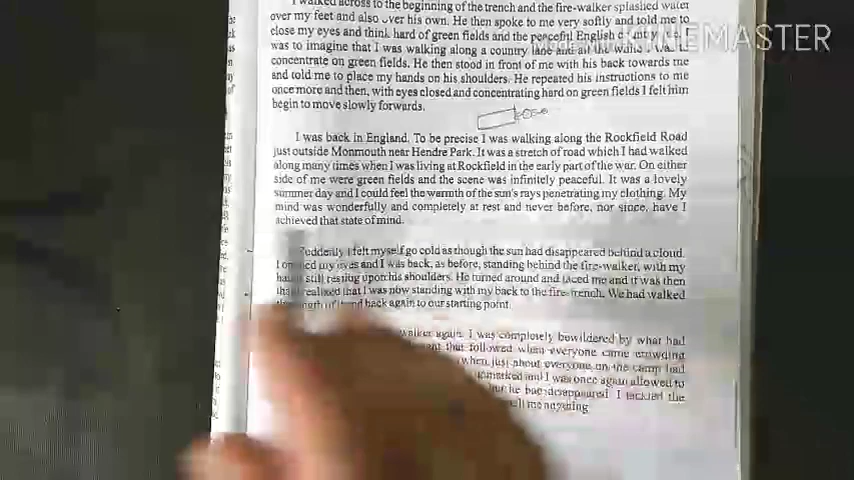 I walked across to the beginning of the trench and the fire-walker splashed water
over my feet and also over his own. He then spoke to me very softly and told me to
close my eyes and think hard of green fields and the peaceful English
was to imagine that I was walking along a country lane and all the while I was to
concentrate on green fields. He then stood in front of me with his back towards me
and told me to place my hands on his shoulders. He repeated his instructions to me
once more and then, with eyes closed and concentrating hard on green fields I felt him
begin to move slowly forwards.
I was back in England. To be precise I was walking along the Rockfield Road
just outside Monmouth near Hendre Park. It was a stretch of road which I had walked
along many times when I was living at Rockfield in the early part of the war. On either
side of me were green fields and the scene was infinitely peaceful. It was a lovely
summer day and I could feel the warmth of the sun's rays penetrating my clothing. My
mind was wonderfully and completely at rest and never before, nor since, have I
achieved that state of mind.
Suddenly I felt myself go cold as though the sun had disappeared behind a cloud.
I opened my eyes and I was back, as before, standing behind the fire-walker, with my
hands still resting upon his shoulders. He turned around and faced me and it was then
that I realised that I was now standing with my back to the fire-trench. We had walked
back again to our starting point.
walker again. I was completely bewildered by what had
that followed when everyone came crowding
when just about everyone on the camp had
and I was once again allowed to
but he had disappeared. I tackled the
tell me anything
KINEMASTER